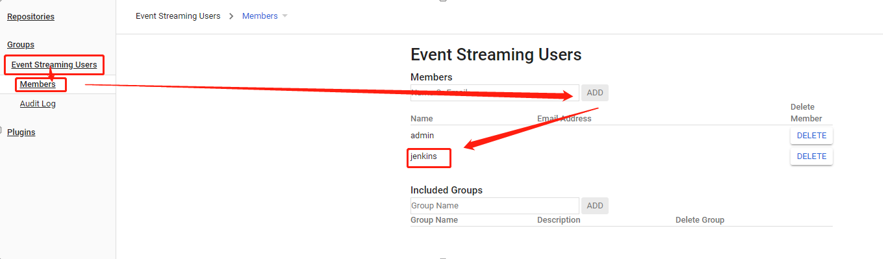 Repositories
Groups
Event Streaming Users
Members
Audit Log
Plugins
Event Streaming Users > Members
Event Streaming Users
Members
ADD
Name Email Address Delete Member
admin DELETE
jenkins DELETE
Included Groups
Group Name ADD
Group Name Description Delete Group